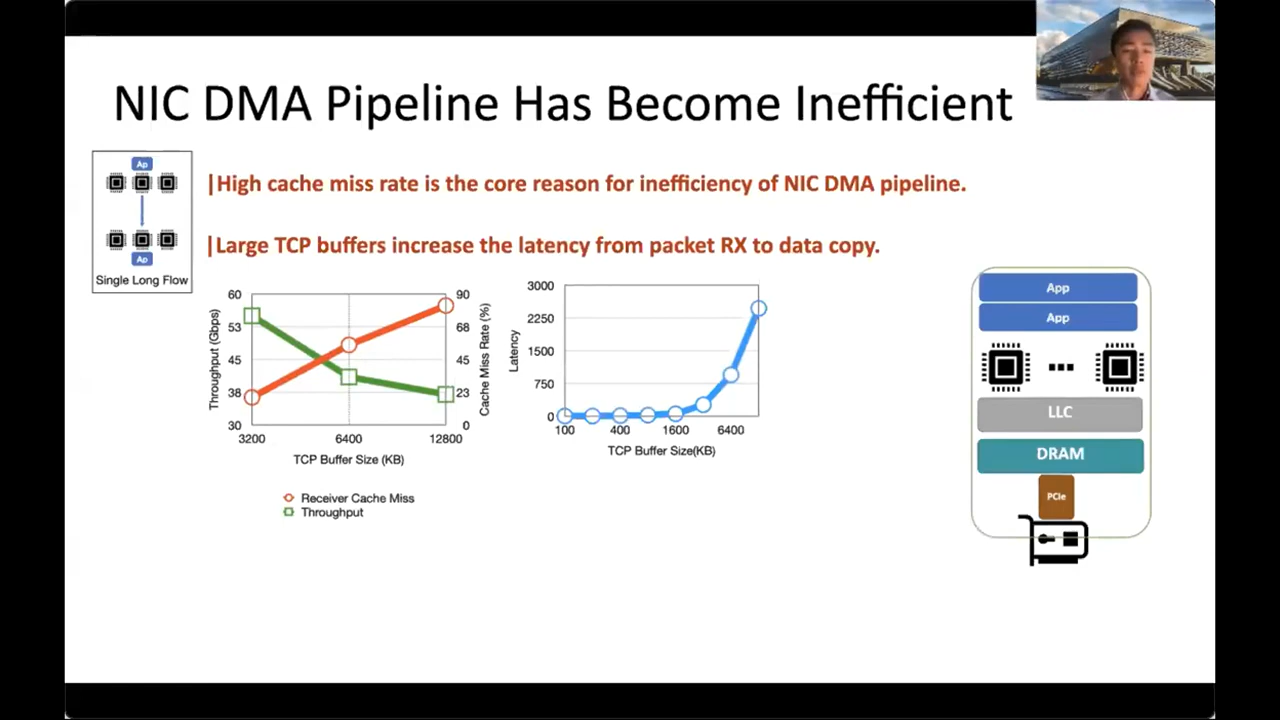 NIC DMA Pipeline Has Become Inefficient
Ap
Ap
Single Long Flow
|High cache miss rate is the core reason for inefficiency of NIC DMA pipeline.
|Large TCP buffers increase the latency from packet RX to data copy.
Throughput (Gbps)
60
53
45
38
30
90
68
45
23
0
Cache Miss Rate (%)
3200
6400
12800
TCP Buffer Size (KB)
Receiver Cache Miss
Throughput
Latency
3000
2250
1500
750
0
100
400
1600
6400
TCP Buffer Size(KB)
App
App
LLC
DRAM
PCIe